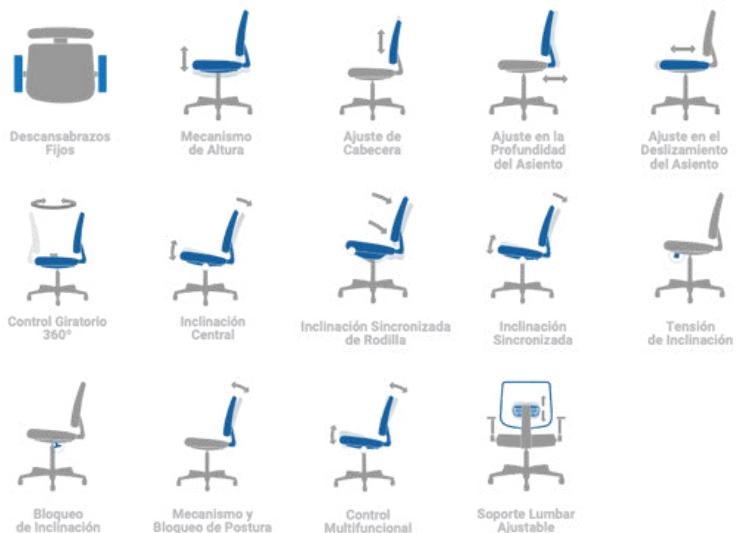 Descansabrazos
Fijos
Mecanismo
de Altura
Ajuste de
Cabecera
Ajuste en la
Profundidad
del Asiento
Ajuste en el
Deslizamiento
del Asiento
Control Giratorio
360°
Inclinación
Central
Inclinación Sincronizada
de Rodilla
Inclinación
Sincronizada
Tensión
de Inclinación
Bloqueo
de Inclinación
Mecanismo y
Bloqueo de Postura
Control
Multifuncional
Soporte Lumbar
Ajustable